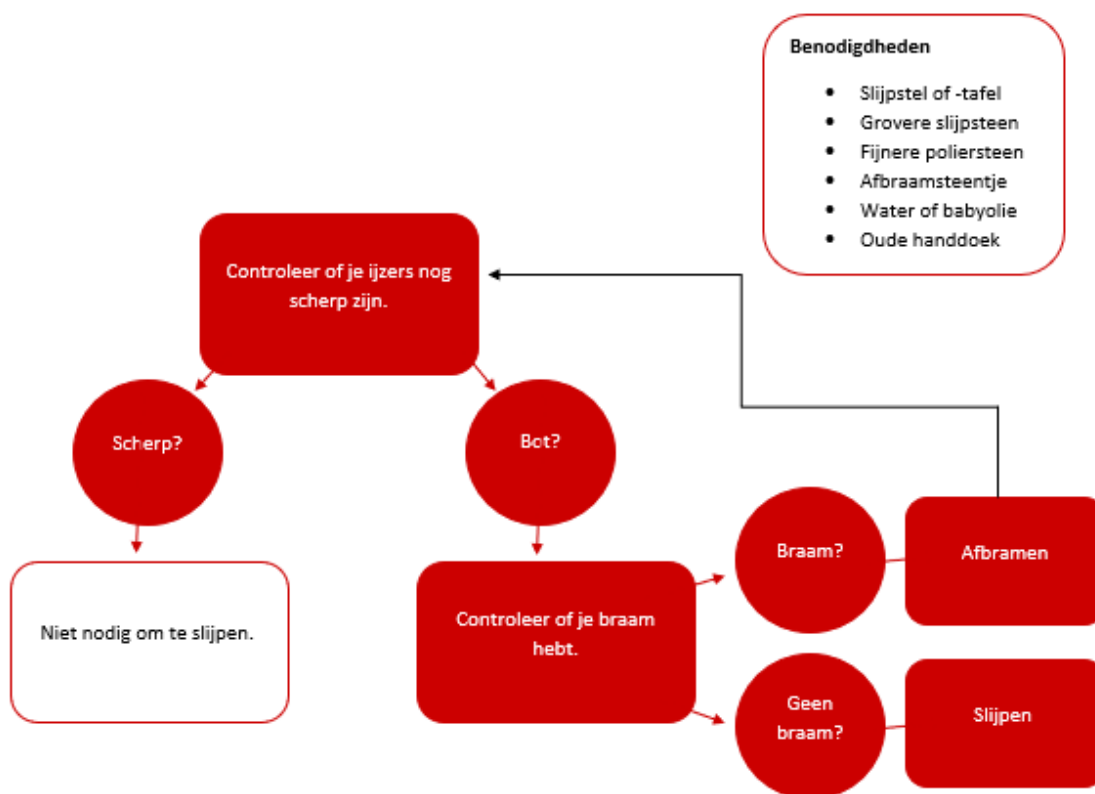 Benodigdheden
• Slijpstel of -tafel
• Grovere slijpsteen
• Fijnere poliersteen
• Afbraamsteentje
• Water of babyolie
• Oude handdoek
Controleer of je ijzers nog
scherp zijn.
Scherp?
Bot?
Niet nodig om te slijpen.
Controleer of je braam
hebt.
Braam?
Afbramen
Geen
braam?
Slijpen